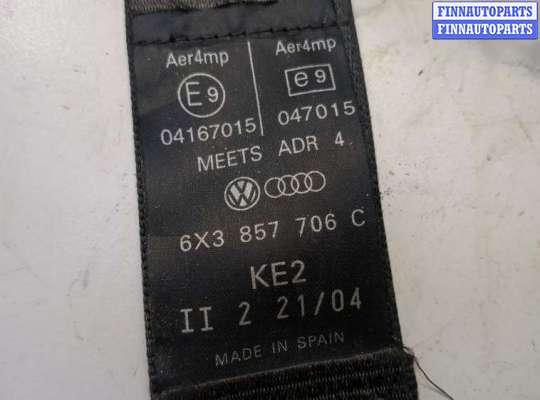 FINNAUTOPARTS
FINNAUTOPARTS
Aer4mp Aer4mp
E9 e9
04167015 047015
MEETS ADR 4
6X3 857 706 C
KE2
II 2 21/04
MADE IN SPAIN